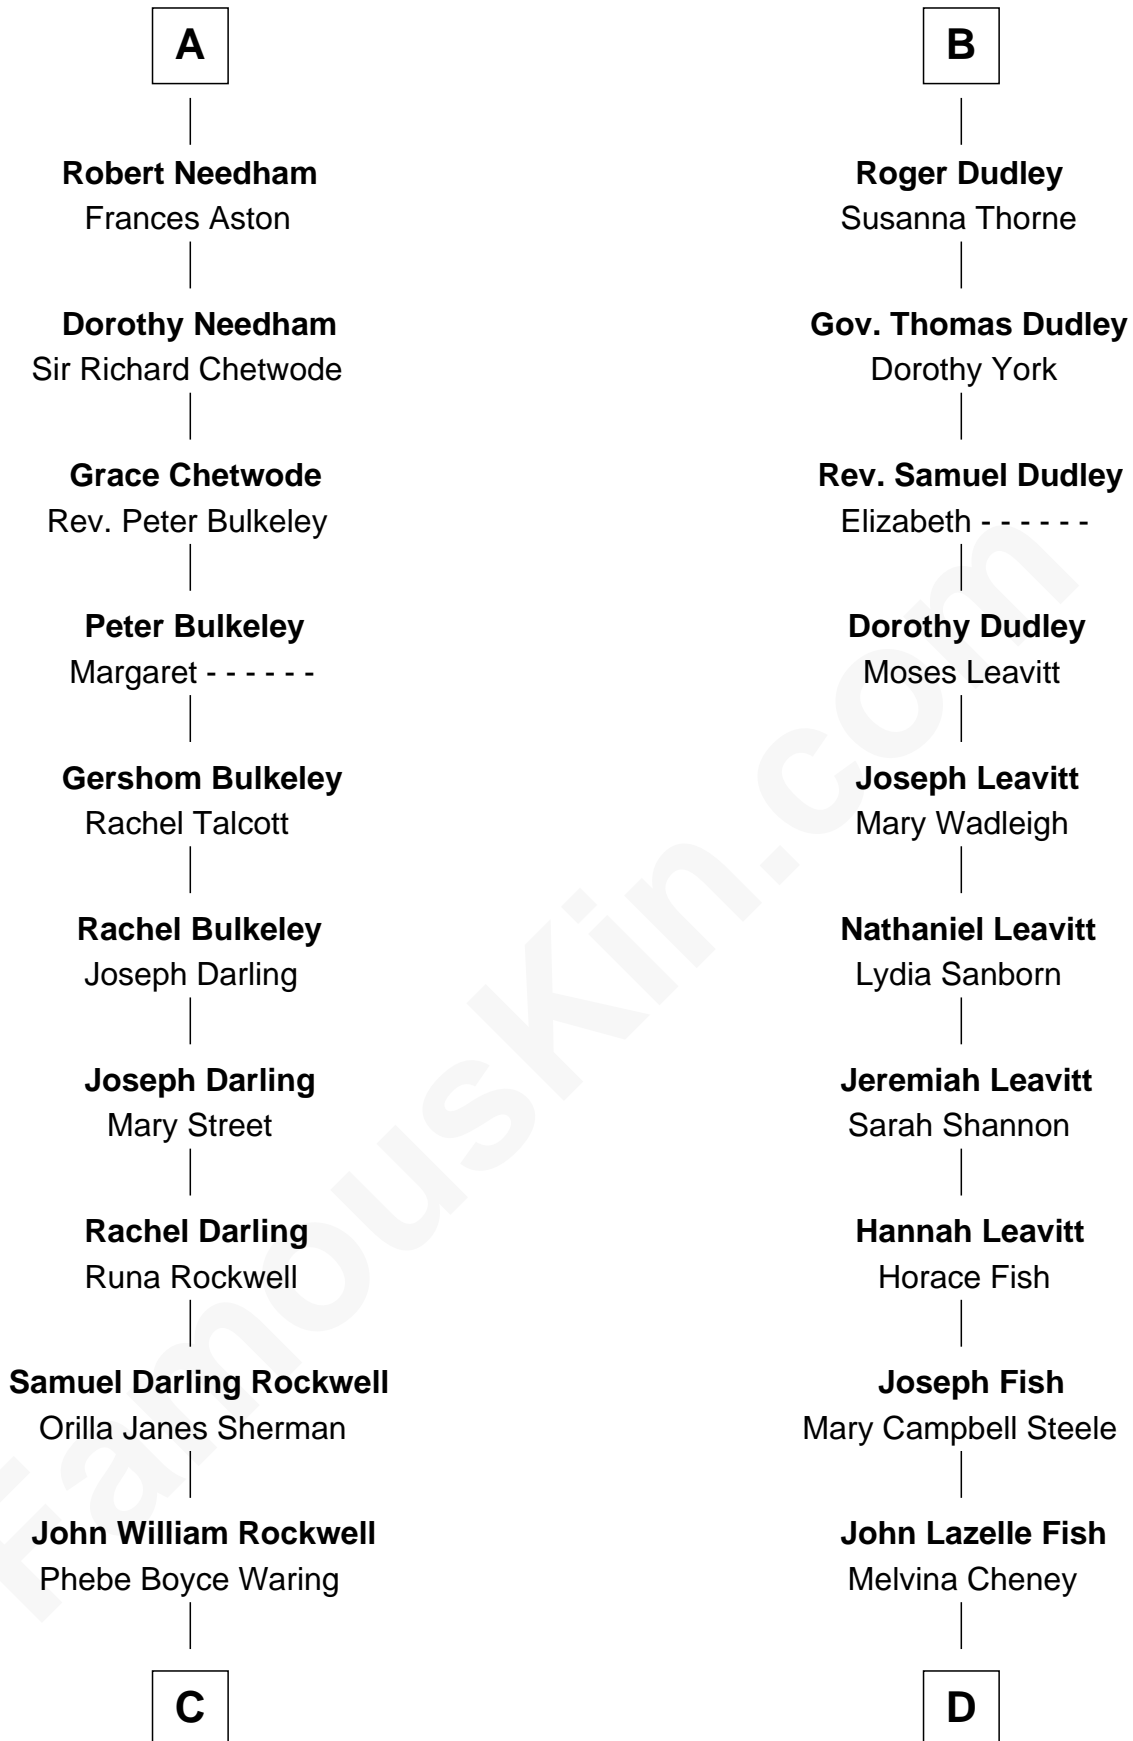 A
Robert Needham
Frances Aston
Dorothy Needham
Sir Richard Chetwode
Grace Chetwode
Rev. Peter Bulkeley
Peter Bulkeley
Margaret - - - - - -
Gershom Bulkeley
Rachel Talcott
Rachel Bulkeley
Joseph Darling
Joseph Darling
Mary Street
Rachel Darling
Runa Rockwell
Samuel Darling Rockwell
Orilla Janes Sherman
John William Rockwell
Phebe Boyce Waring
C
B
Roger Dudley
Susanna Thorne
Gov. Thomas Dudley
Dorothy York
Rev. Samuel Dudley
Elizabeth - - - - - -
Dorothy Dudley
Moses Leavitt
Joseph Leavitt
Mary Wadleigh
Nathaniel Leavitt
Lydia Sanborn
Jeremiah Leavitt
Sarah Shannon
Hannah Leavitt
Horace Fish
Joseph Fish
Mary Campbell Steele
John Lazelle Fish
Melvina Cheney
D
FamousKin.com